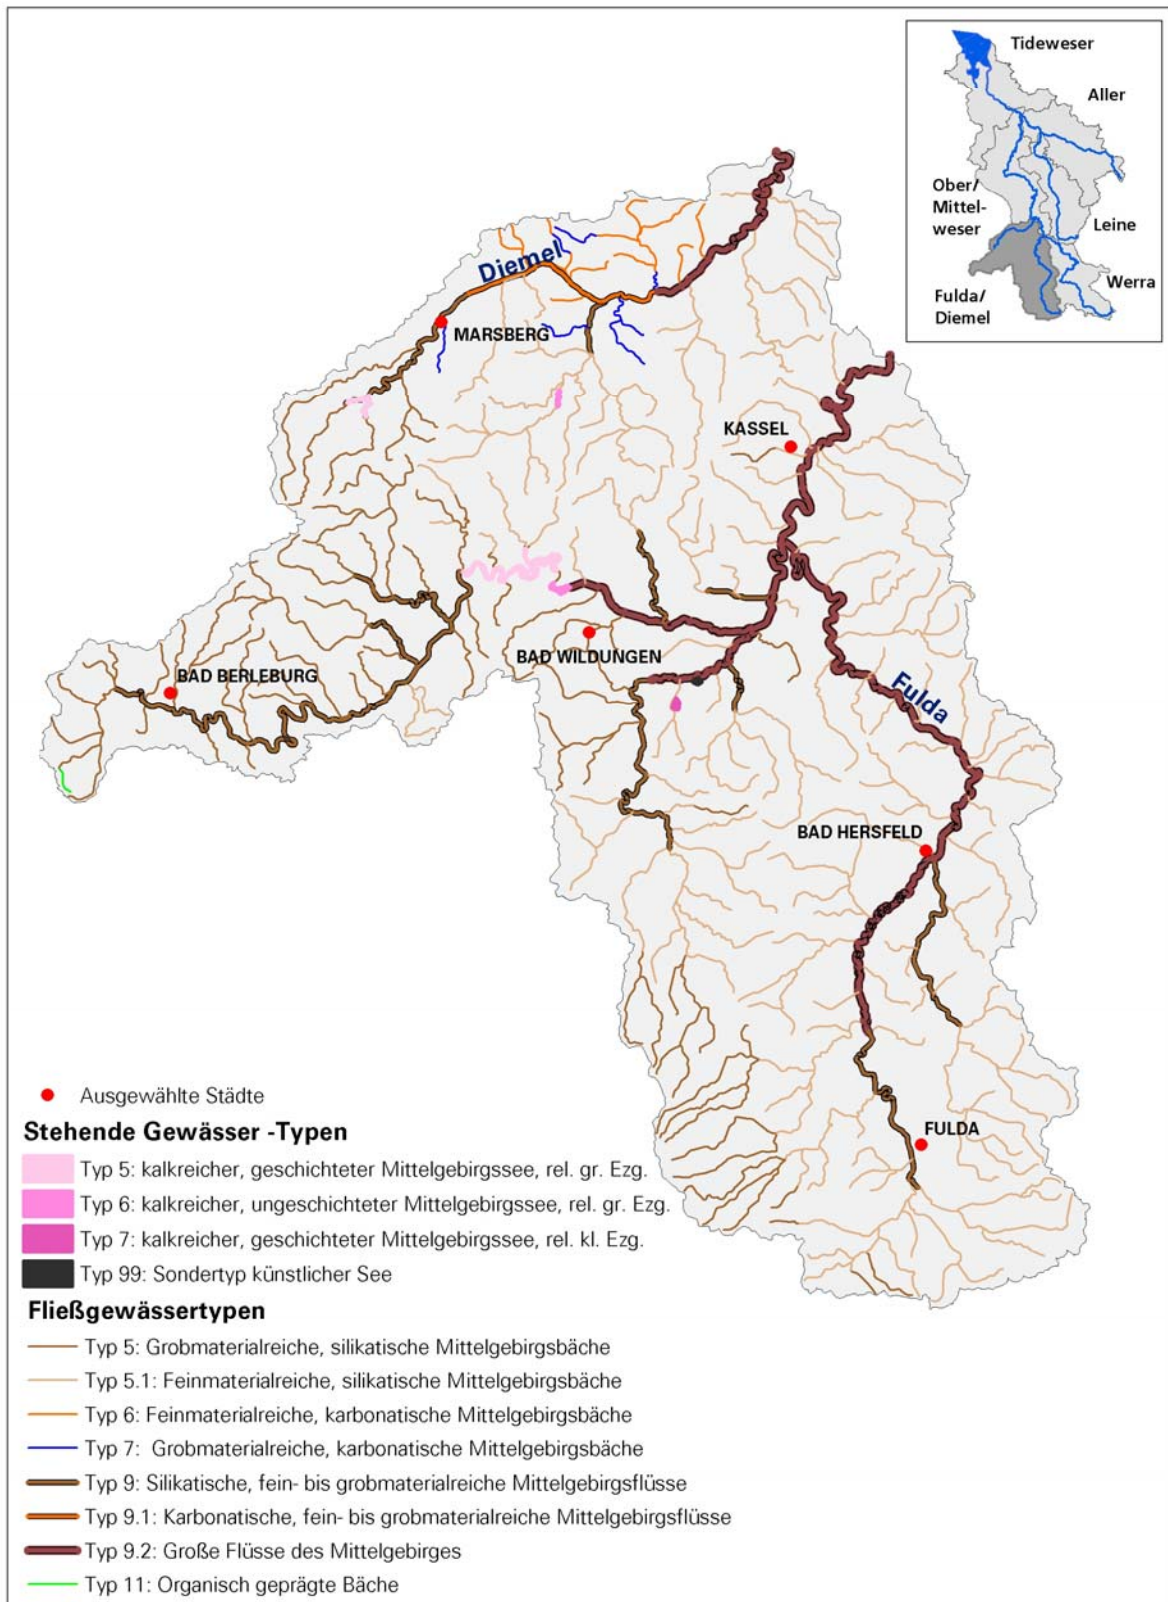 Tideweser
Aller
Ober/
Mittel-
weser
Leine
Werra
Fulda/
Diemel
Diemel
MARSBERG
KASSEL
BAD WILDUNGEN
BAD BERLEBURG
Fulda
BAD HERSFELD
FULDA
Ausgewählte Städte
Stehende Gewässer -Typen
Typ 5: kalkreicher, geschichteter Mittelgebirgssee, rel. gr. Ezg.
Typ 6: kalkreicher, ungeschichteter Mittelgebirgssee, rel. gr. Ezg.
Typ 7: kalkreicher, geschichteter Mittelgebirgssee, rel. kl. Ezg.
Typ 99: Sondertyp künstlicher See
Fließgewässertypen
Typ 5: Grobmaterialreiche, silikatische Mittelgebirgsbäche
Typ 5.1: Feinmaterialreiche, silikatische Mittelgebirgsbäche
Typ 6: Feinmaterialreiche, karbonatische Mittelgebirgsbäche
Typ 7: Grobmaterialreiche, karbonatische Mittelgebirgsbäche
Typ 9: Silikatische, fein- bis grobmaterialreiche Mittelgebirgsflüsse
Typ 9.1: Karbonatische, fein- bis grobmaterialreiche Mittelgebirgsflüsse
Typ 9.2: Große Flüsse des Mittelgebirges
Typ 11: Organisch geprägte Bäche